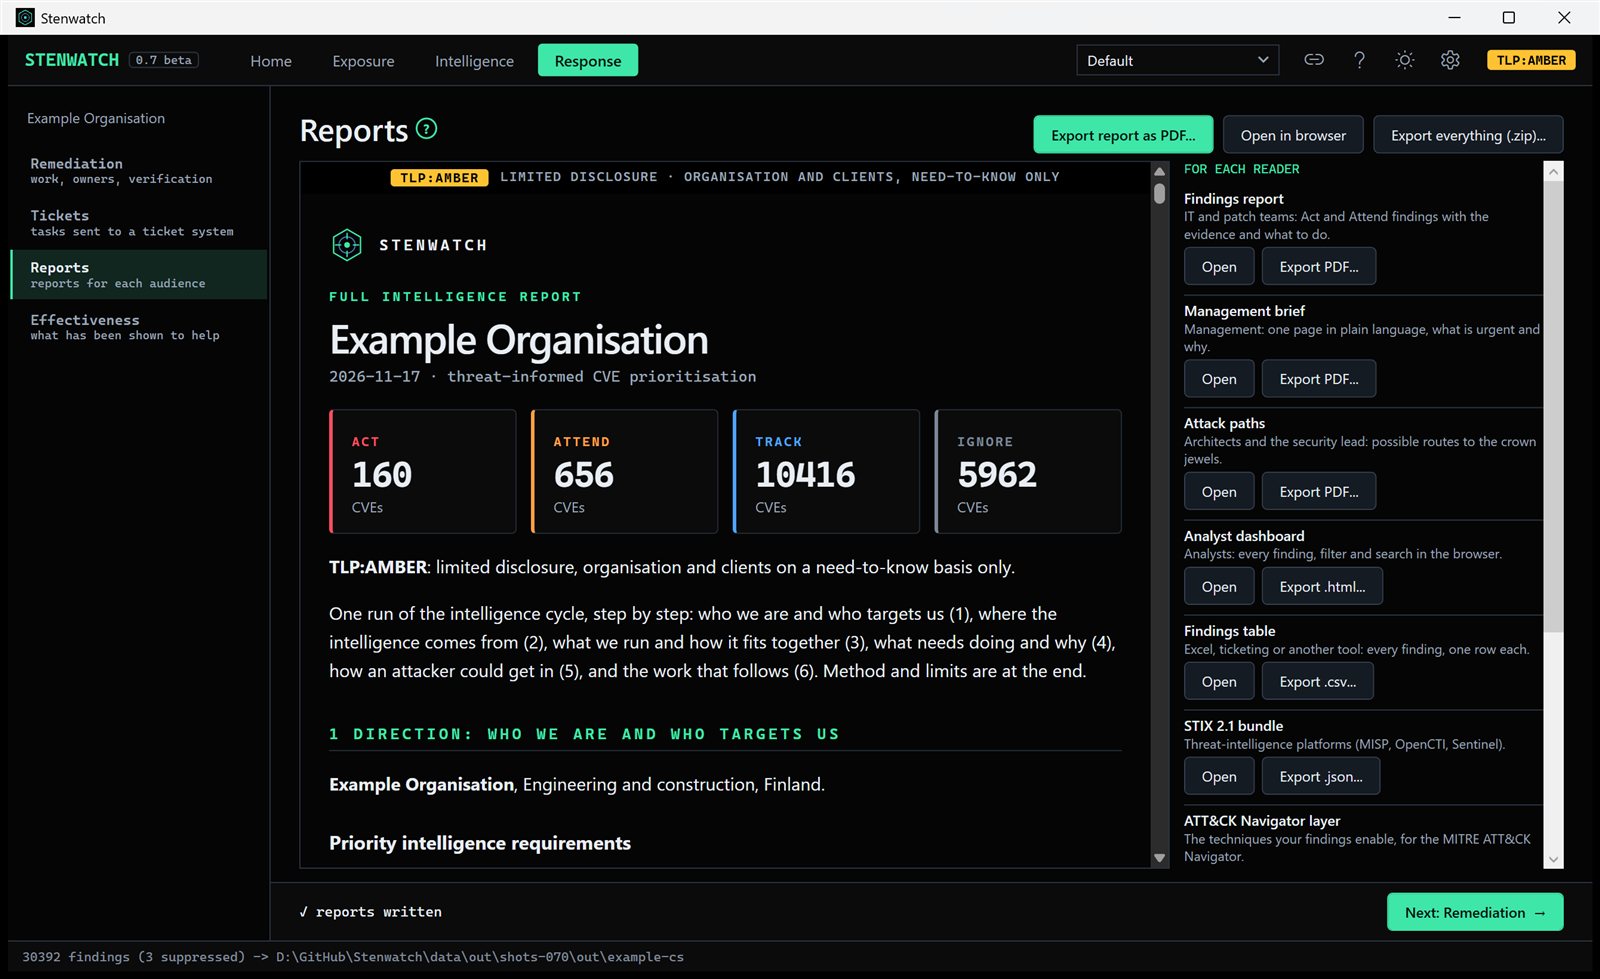 Stenwatch
STENWATCH 0.7 beta
Home Exposure Intelligence Response
Default
?
TLP:AMBER
Example Organisation
Remediation
work, owners, verification
Tickets
tasks sent to a ticket system
Reports
reports for each audience
Effectiveness
what has been shown to help
Reports ?
Export report as PDF... Open in browser Export everything (.zip)...
TLP:AMBER LIMITED DISCLOSURE · ORGANISATION AND CLIENTS, NEED-TO-KNOW ONLY
STENWATCH
FULL INTELLIGENCE REPORT
Example Organisation
2026-11-17 · threat-informed CVE prioritisation
ACT
160
CVEs
ATTEND
656
CVEs
TRACK
10416
CVEs
IGNORE
5962
CVEs
TLP:AMBER: limited disclosure, organisation and clients on a need-to-know basis only.
One run of the intelligence cycle, step by step: who we are and who targets us (1), where the
intelligence comes from (2), what we run and how it fits together (3), what needs doing and why (4),
how an attacker could get in (5), and the work that follows (6). Method and limits are at the end.
1 DIRECTION: WHO WE ARE AND WHO TARGETS US
Example Organisation, Engineering and construction, Finland.
Priority intelligence requirements
FOR EACH READER
Findings report
IT and patch teams: Act and Attend findings with the
evidence and what to do.
Open Export PDF...
Management brief
Management: one page in plain language, what is urgent and
why.
Open Export PDF...
Attack paths
Architects and the security lead: possible routes to the crown
jewels.
Open Export PDF...
Analyst dashboard
Analysts: every finding, filter and search in the browser.
Open Export .html...
Findings table
Excel, ticketing or another tool: every finding, one row each.
Open Export .csv...
STIX 2.1 bundle
Threat-intelligence platforms (MISP, OpenCTI, Sentinel).
Open Export .json...
ATT&CK Navigator layer
The techniques your findings enable, for the MITRE ATT&CK
Navigator.
√ reports written
Next: Remediation →
30392 findings (3 suppressed) -> D:\GitHub\Stenwatch\data\out\shots-070\out\example-cs